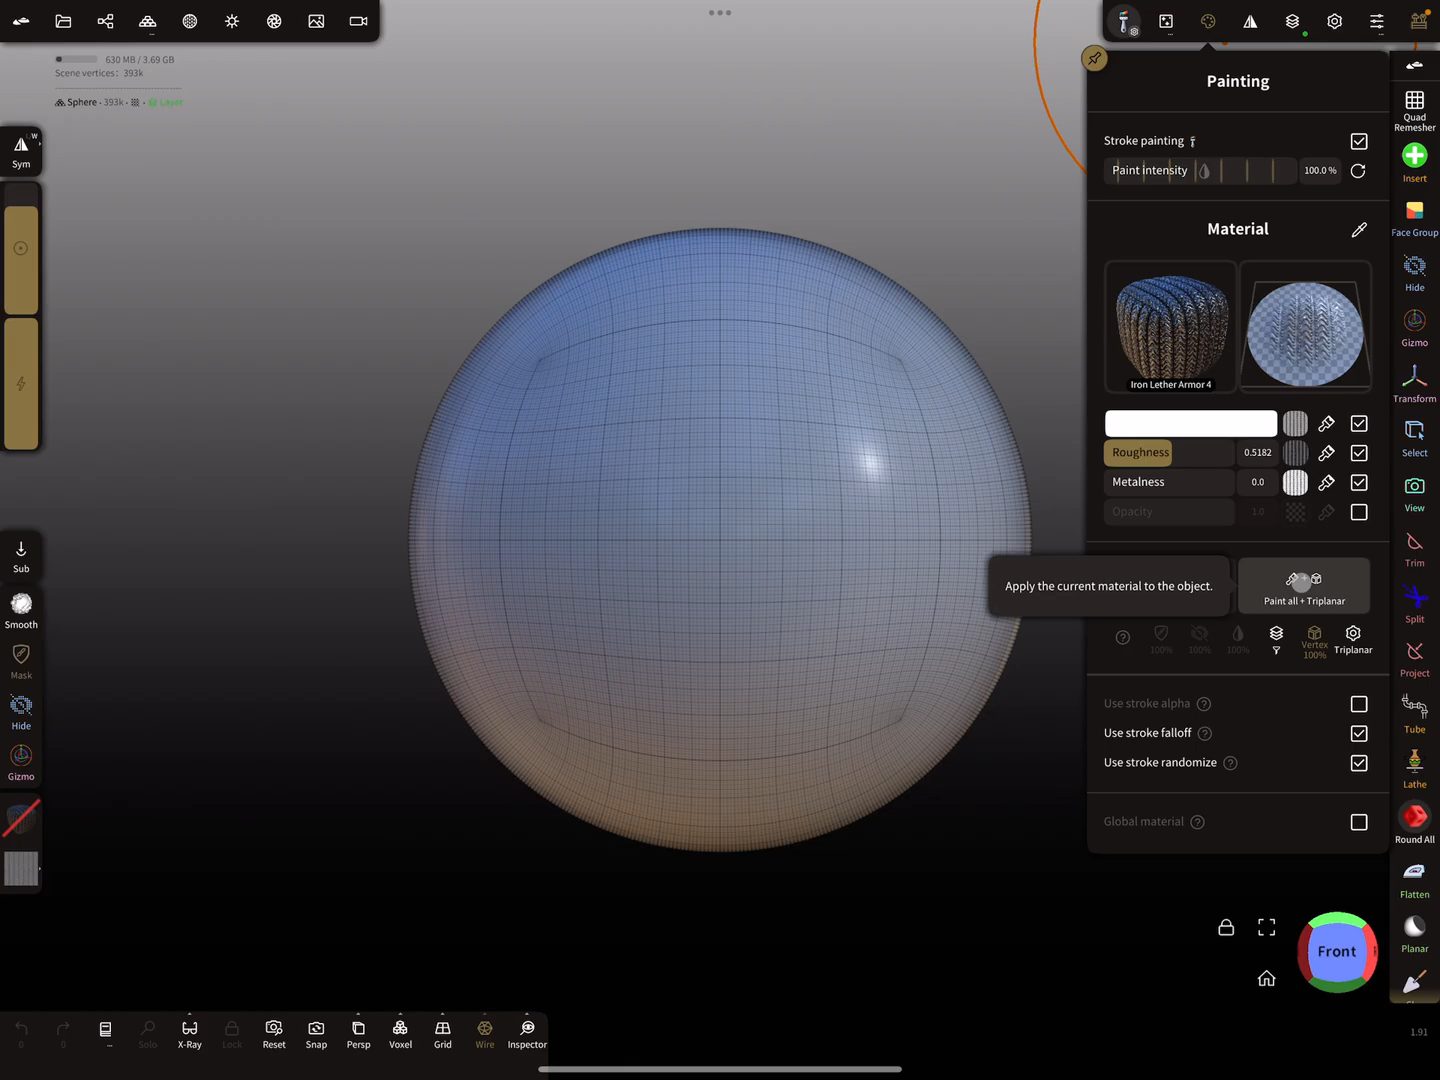 630 MB / 3.69 GB
Scene vertices: 393k
Sphere • 393k • • Layer
W
Sym
Sub
Smooth
Mask
Hide
Gizmo
Painting
Stroke painting
Paint intensity 100.0 %
Material
Iron Lether Armor 4
Roughness 0.5182
Metalness 0.0
Opacity 1.0
Apply the current material to the object.
Paint all + Triplanar
?
100%
100%
100%
Vertex
100%
Triplanar
Use stroke alpha ?
Use stroke falloff ?
Use stroke randomize ?
Global material ?
Quad
Remesher
Insert
Face Group
Hide
Gizmo
Transform
Select
View
Trim
Split
Project
Tube
Lathe
Round All
Flatten
Planar
Front
0
0
...
Solo
X-Ray
Lock
Reset
Snap
Persp
Voxel
Grid
Wire
Inspector
1.91